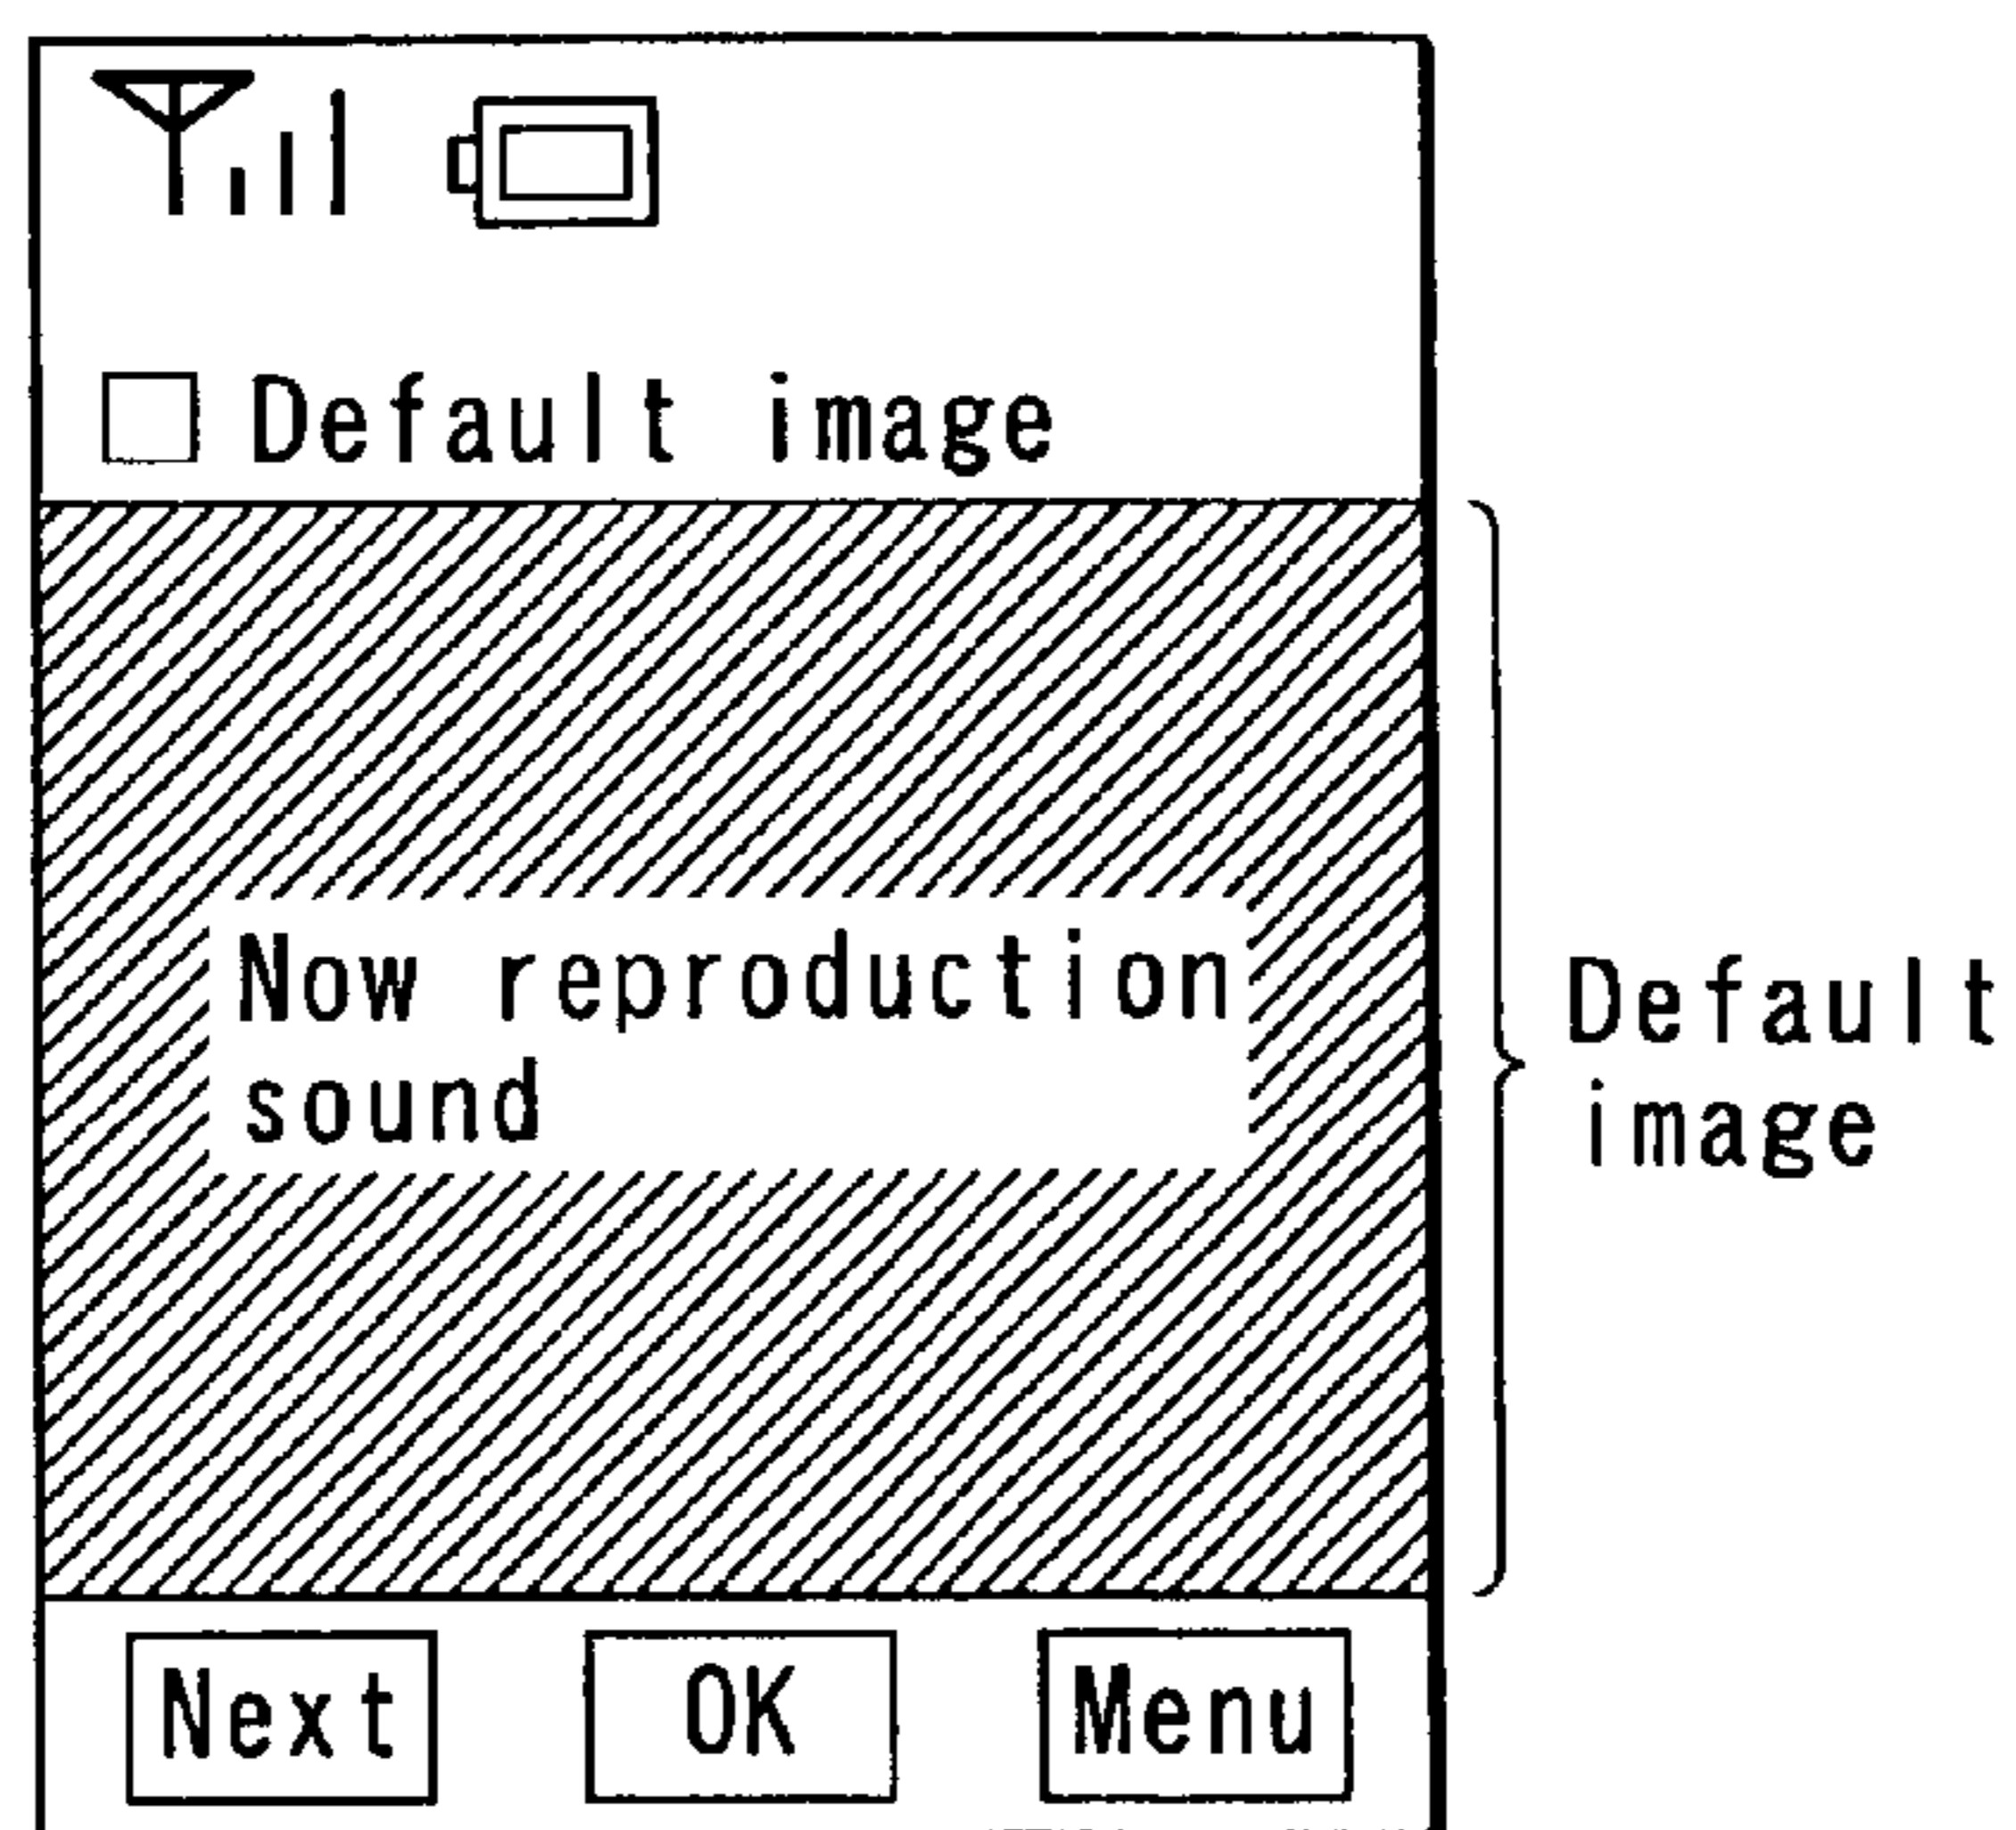 Default image
Now reproduction
sound
Default
image
Next
OK
Menu